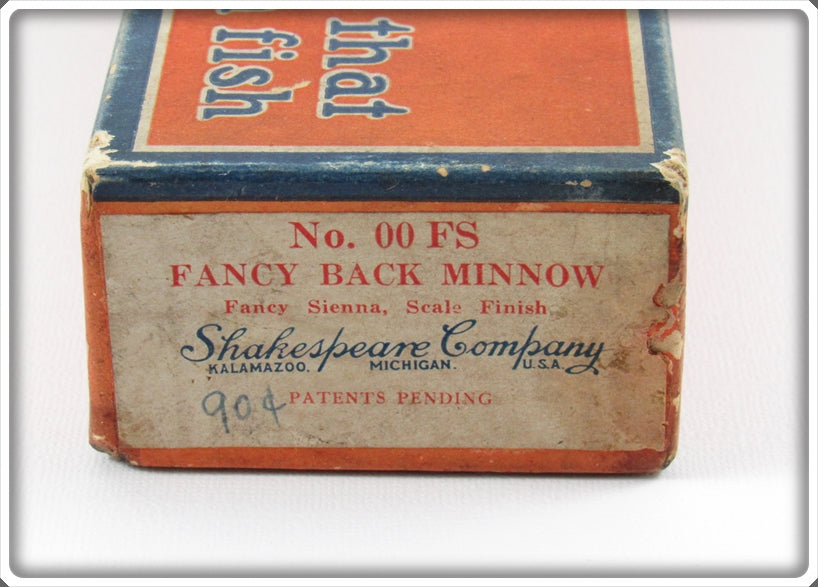 that
fish
No. 00 FS
FANCY BACK MINNOW
Fancy Sienna, Scale Finish
Shakespeare Company
KALAMAZOO. MICHIGAN. U.S.A.
90¢ PATENTS PENDING